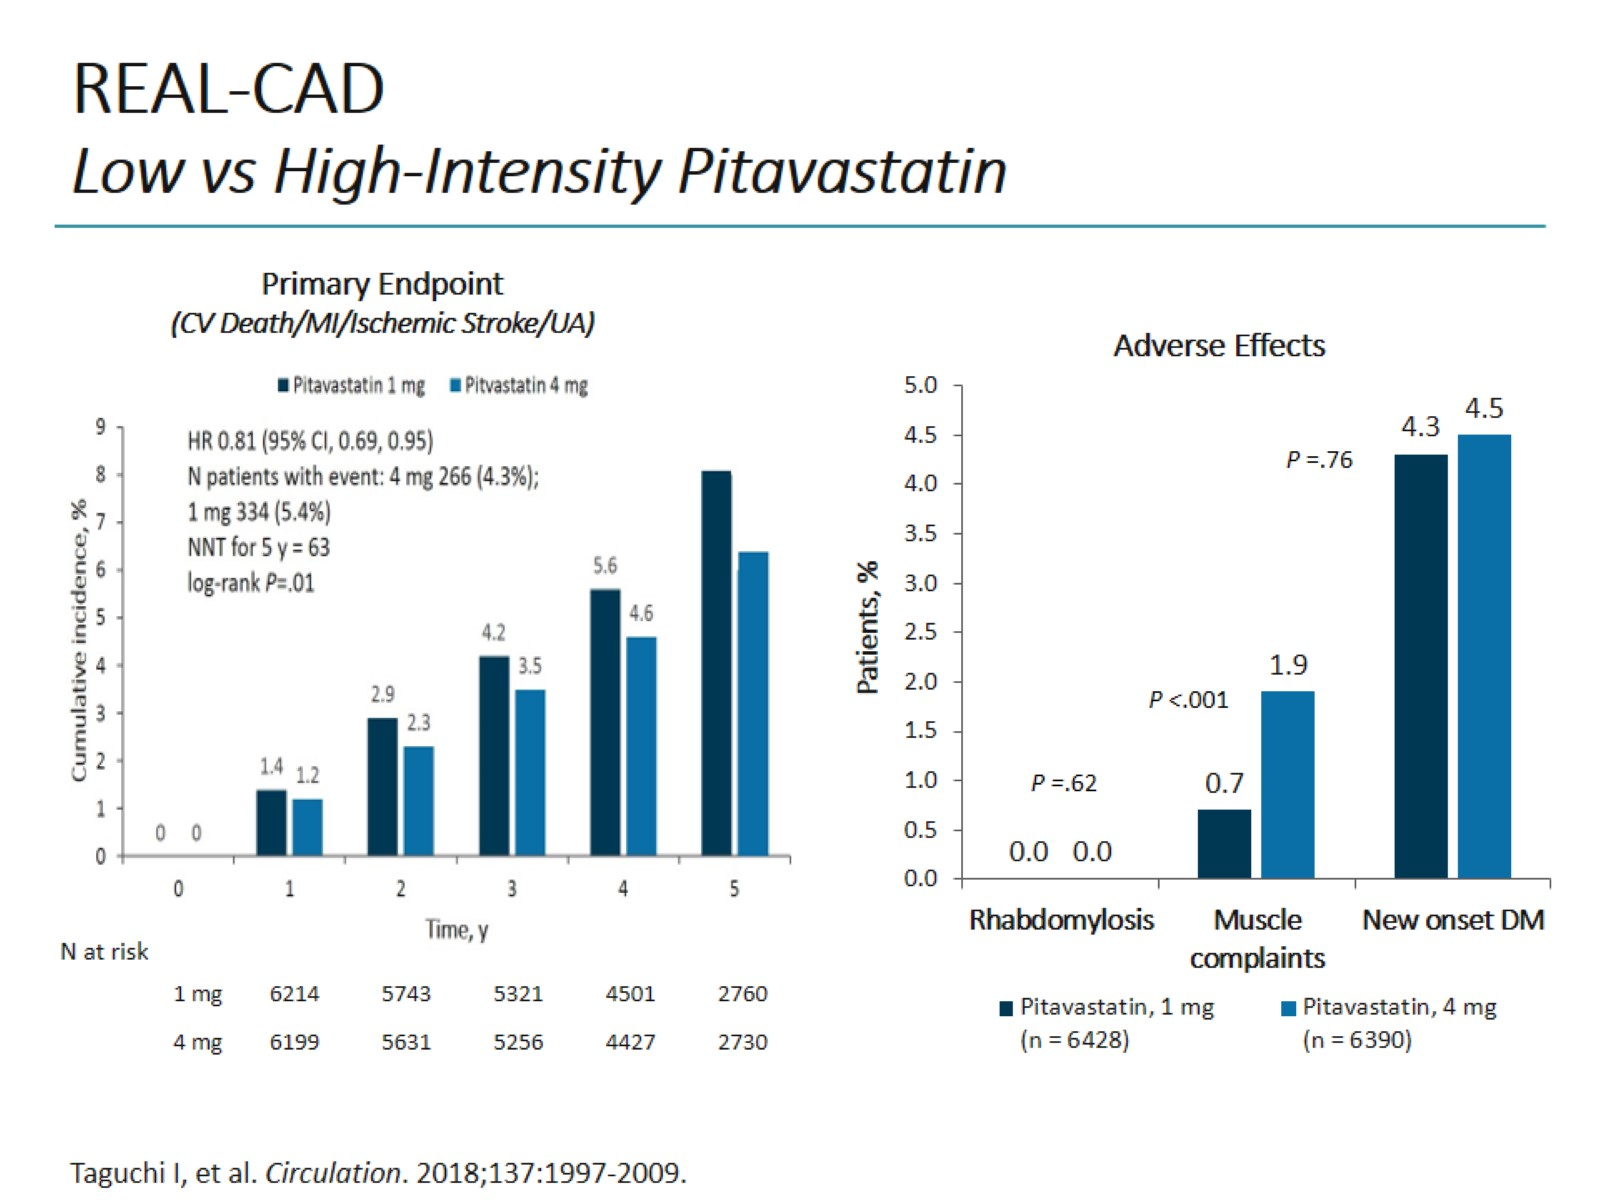 REAL-CAD
Low vs High-Intensity Pitavastatin
Primary Endpoint
(CV Death/MI/Ischemic Stroke/UA)
Pitavastatin 1 mg Pitvastatin 4 mg
HR 0.81 (95% CI, 0.69, 0.95)
N patients with event: 4 mg 266 (4.3%);
1 mg 334 (5.4%)
NNT for 5 y = 63
log-rank P=.01
Cumulative incidence, %
9
8
7
6
5
4
3
2
1
0
0 0
1.4 1.2
2.9 2.3
4.2 3.5
5.6 4.6
0 1 2 3 4 5
Time, y
N at risk
1 mg 6214 5743 5321 4501 2760
4 mg 6199 5631 5256 4427 2730
Adverse Effects
Patients, %
5.0
4.5
4.0
3.5
3.0
2.5
2.0
1.5
1.0
0.5
0.0
P =.62
0.0 0.0
P <.001
0.7 1.9
P =.76
4.3 4.5
Rhabdomylosis Muscle New onset DM
complaints
Pitavastatin, 1 mg Pitavastatin, 4 mg
(n = 6428) (n = 6390)
Taguchi I, et al. Circulation. 2018;137:1997-2009.